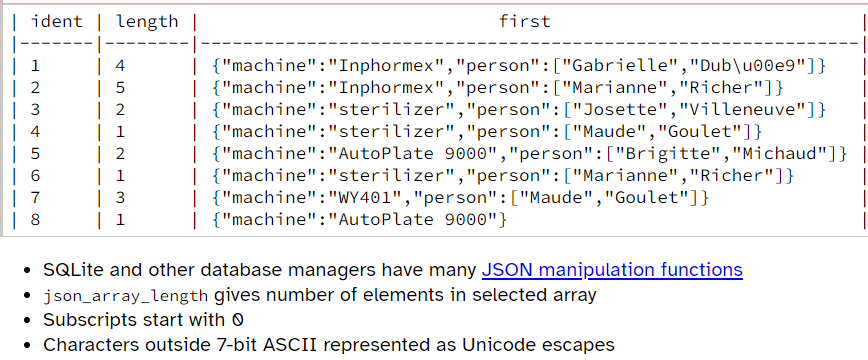 | ident | length |                            first                             |
|-------|--------|--------------------------------------------------------------|
| 1     | 4      | {"machine":"Inphormex","person":["Gabrielle","Dub\u00e9"]}   |
| 2     | 5      | {"machine":"Inphormex","person":["Marianne","Richer"]}       |
| 3     | 2      | {"machine":"sterilizer","person":["Josette","Villeneuve"]}   |
| 4     | 1      | {"machine":"sterilizer","person":["Maude","Goulet"]}         |
| 5     | 2      | {"machine":"AutoPlate 9000","person":["Brigitte","Michaud"]} |
| 6     | 1      | {"machine":"sterilizer","person":["Marianne","Richer"]}      |
| 7     | 3      | {"machine":"WY401","person":["Maude","Goulet"]}              |
| 8     | 1      | {"machine":"AutoPlate 9000"}                                 |
• SQLite and other database managers have many JSON manipulation functions
• json_array_length gives number of elements in selected array
• Subscripts start with 0
• Characters outside 7-bit ASCII represented as Unicode escapes